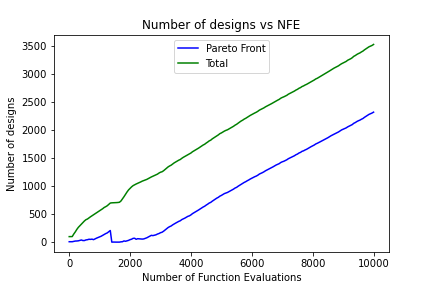 Number of designs vs NFE
Pareto Front
Total
Number of designs
3500
3000
2500
2000
1500
1000
500
0
0 2000 4000 6000 8000 10000
Number of Function Evaluations